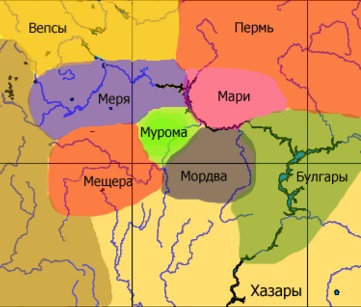 Вепсы
Пермь
Меря
Мари
Мурома
Мещера
Мордва
Булгары
Хазары